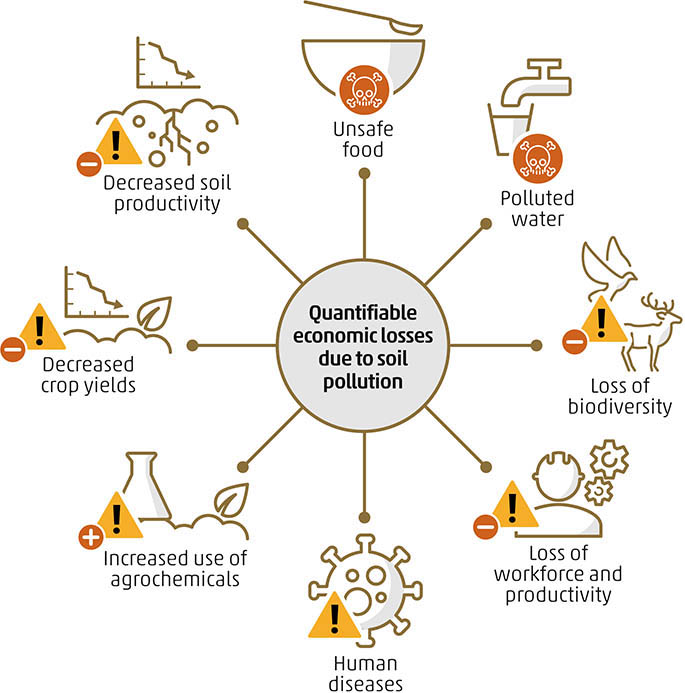 Unsafe
food
Polluted
water
Loss of
biodiversity
Loss of
workforce and
productivity
Human
diseases
Increased use of
agrochemicals
Decreased
crop yields
Decreased soil
productivity
Quantifiable
economic losses
due to soil
pollution